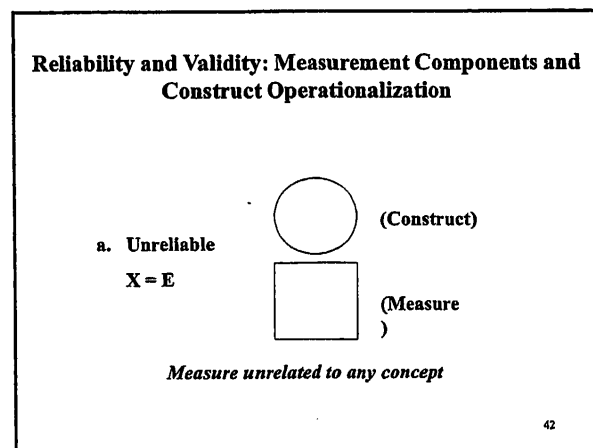 Reliability and Validity: Measurement Components and
Construct Operationalization
(Construct)
a. Unreliable
X = E
(Measure
)
Measure unrelated to any concept
42